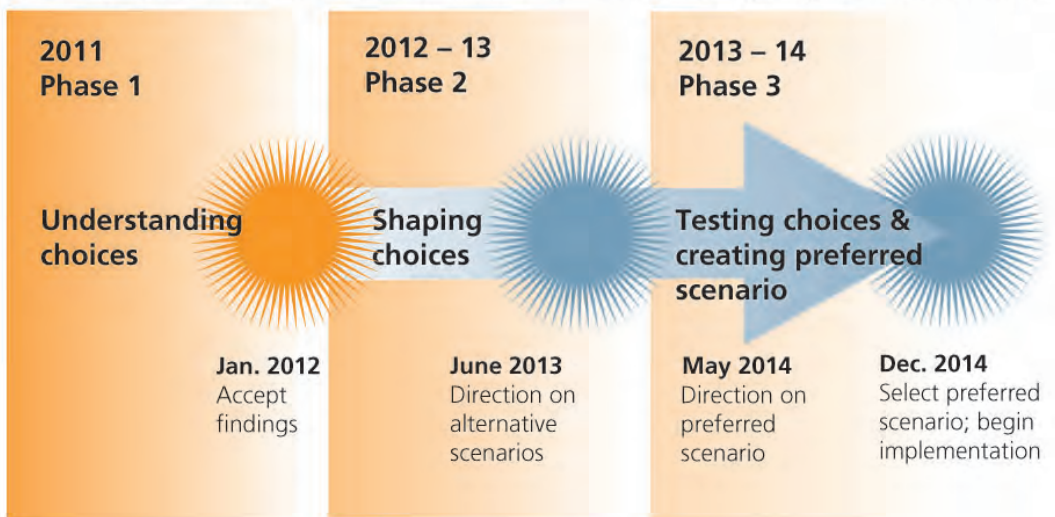 2011
Phase 1
2012 – 13
Phase 2
2013 – 14
Phase 3
Understanding
choices
Shaping
choices
Testing choices &
creating preferred
scenario
Jan. 2012
Accept
findings
June 2013
Direction on
alternative
scenarios
May 2014
Direction on
preferred
scenario
Dec. 2014
Select preferred
scenario; begin
implementation